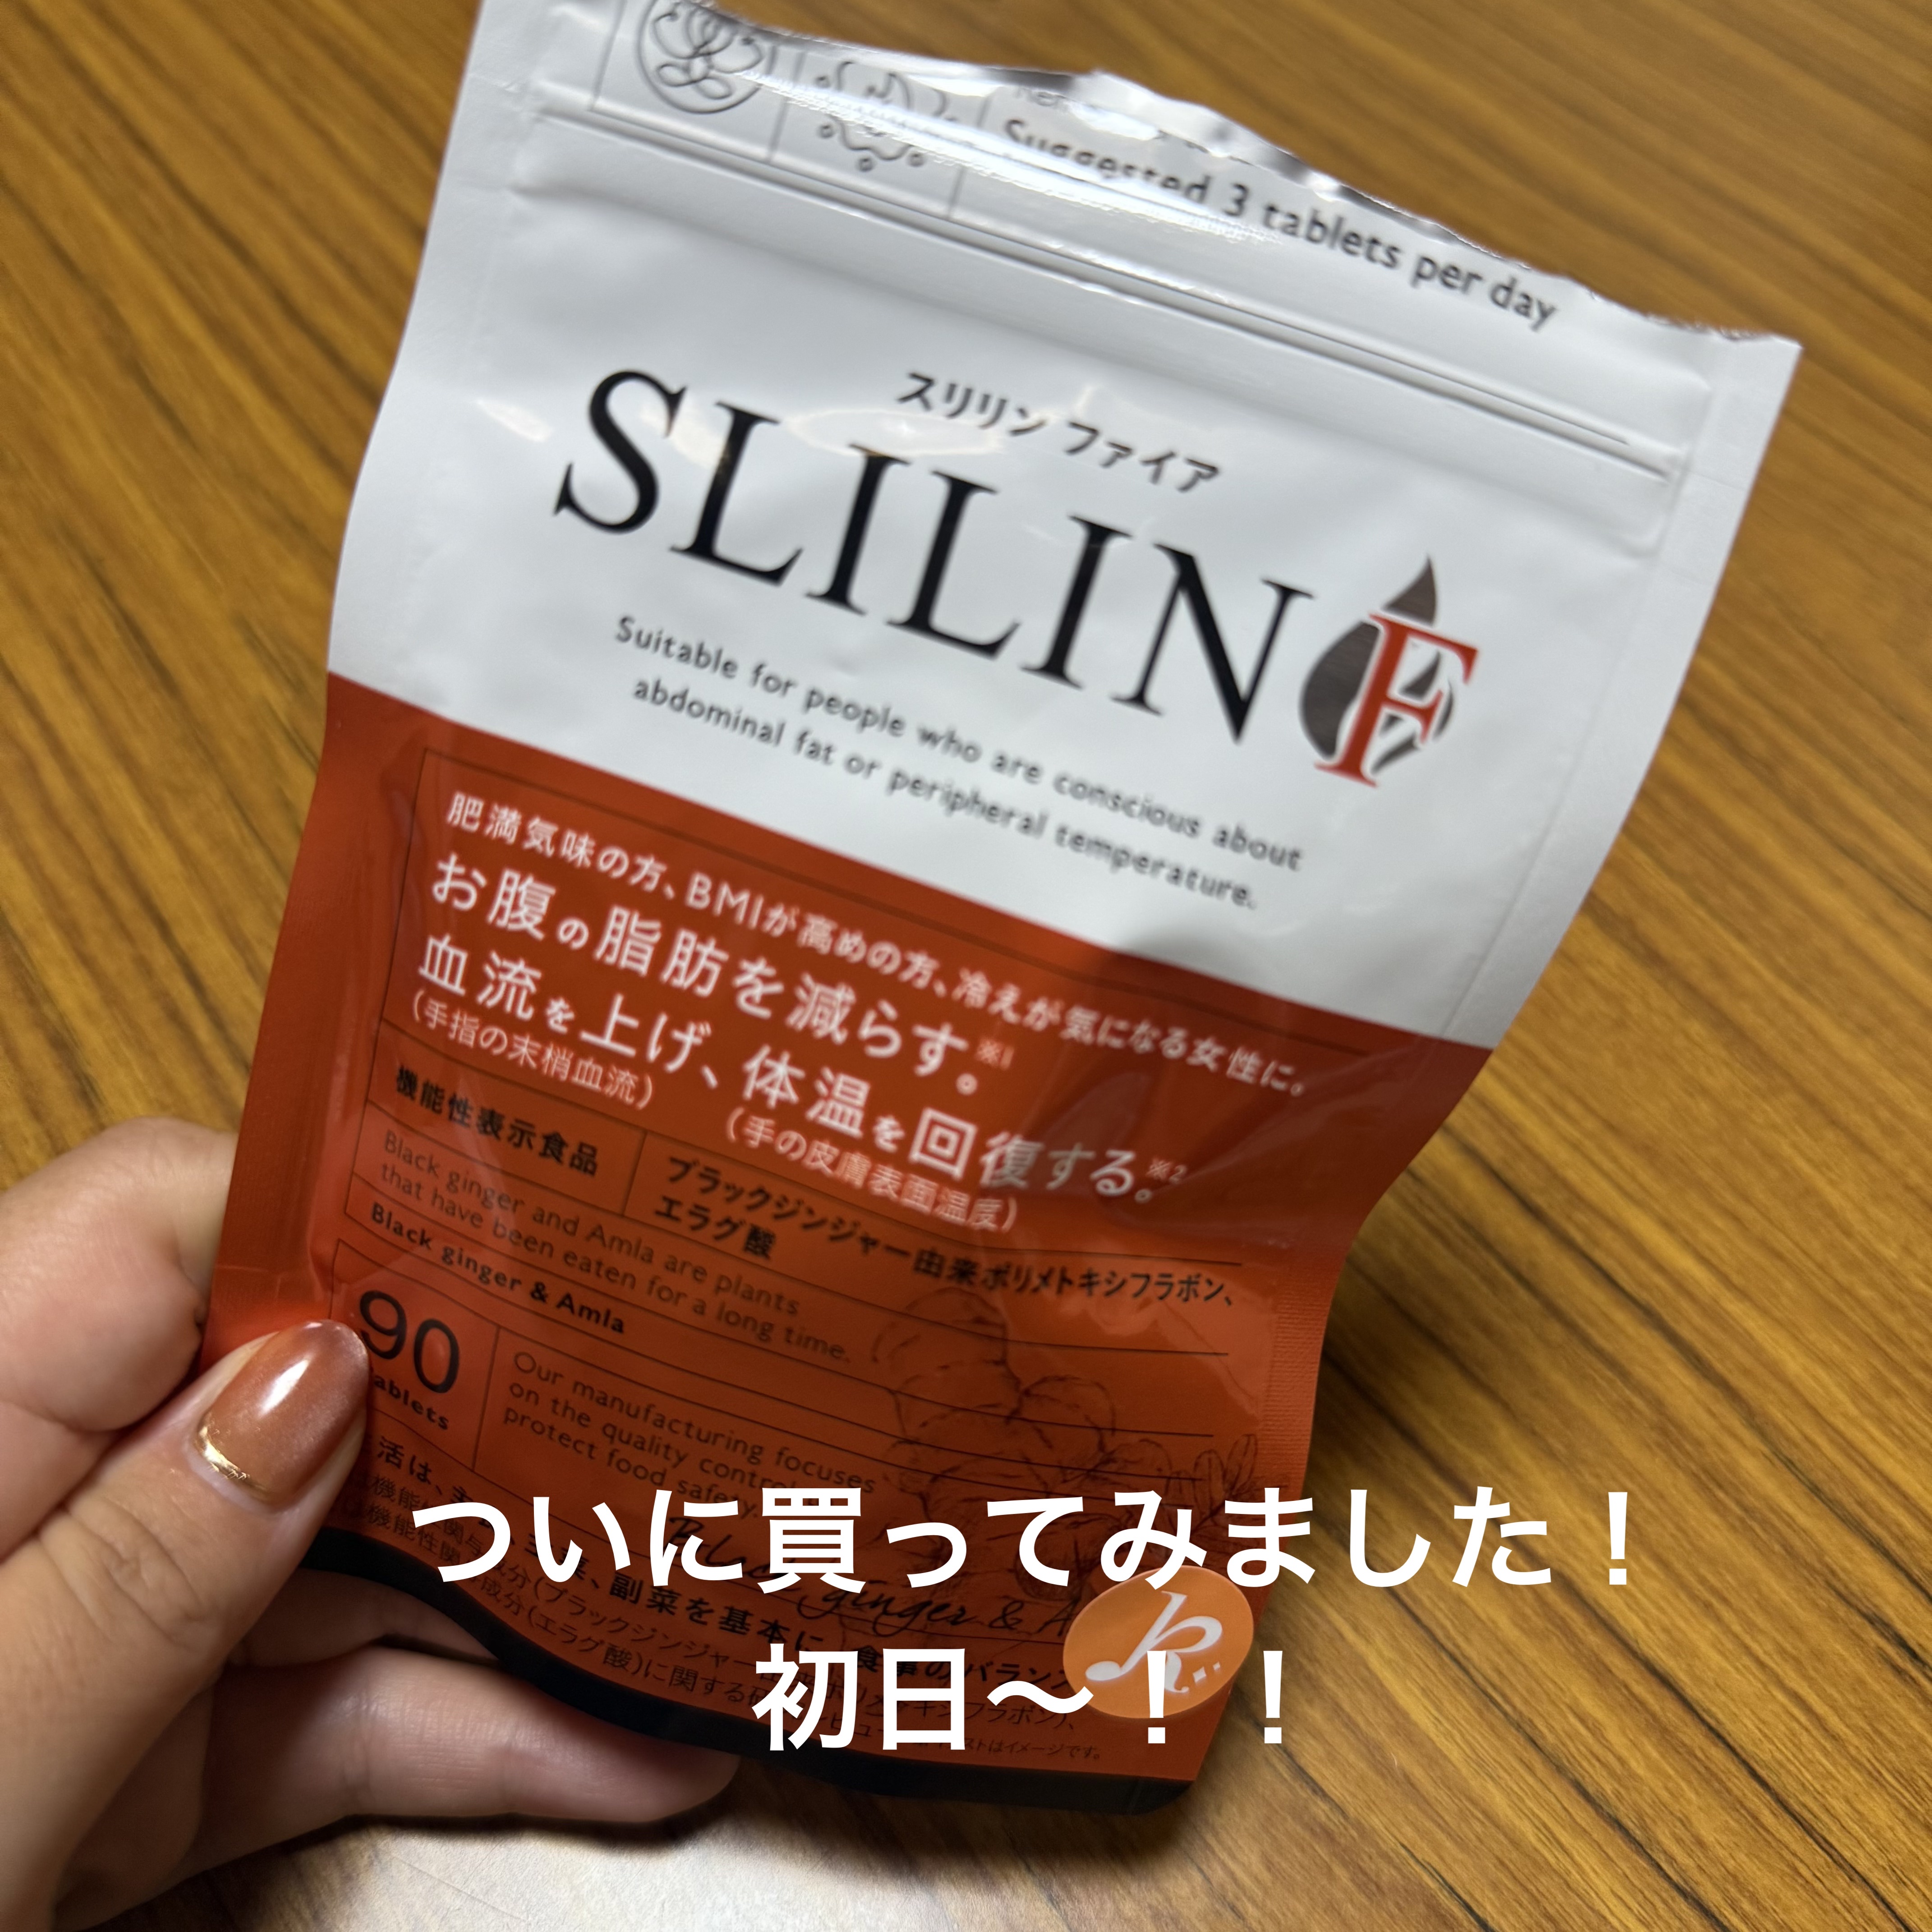 Suggested 3 tablets per day
スリリン ファイア
SLILIN F
Suitable for people who are conscious about
abdominal fat or peripheral temperature.
肥満気味の方、BMIが高めの方、冷えが気になる女性に。
お腹の脂肪を減らす。※1
血流を上げ、体温を回復する。※2
(手指の末梢血流)
(手の皮膚表面温度)
機能性表示食品
ブラックジンジャー由来ポリメトキシフラボン、
エラグ酸
Black ginger and Amla are plants
that have been eaten for a long time.
Black ginger & Amla
90
tablets
Our manufacturing focuses
on the quality control
protect food safety.
ついに買ってみました！
初日〜！！